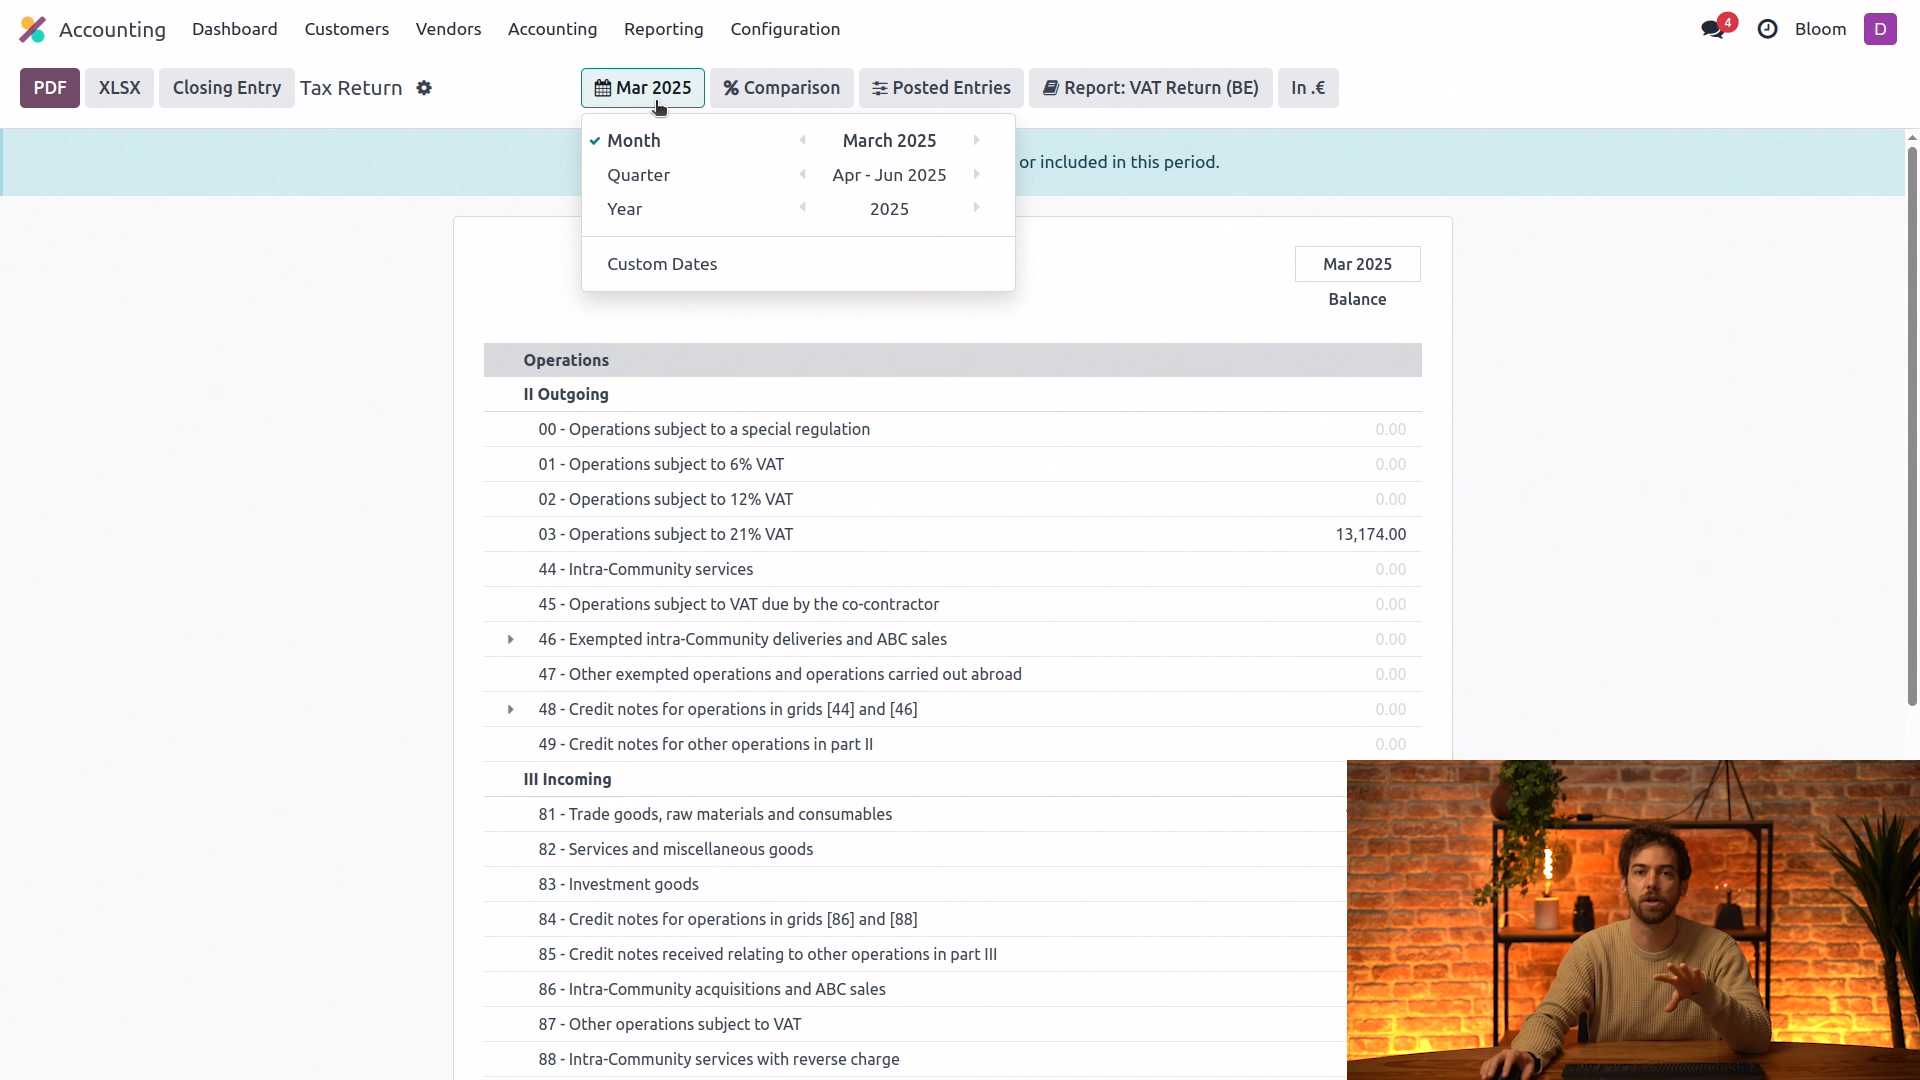 Accounting Dashboard Customers Vendors Accounting Reporting Configuration 4 Bloom D
PDF XLSX Closing Entry Tax Return Mar 2025 Comparison Posted Entries Report: VAT Return (BE) In .€
Month March 2025
or included in this period.
Quarter Apr - Jun 2025
Year 2025
Custom Dates
Mar 2025
Balance
Operations
II Outgoing
00 - Operations subject to a special regulation 0.00
01 - Operations subject to 6% VAT 0.00
02 - Operations subject to 12% VAT 0.00
03 - Operations subject to 21% VAT 13,174.00
44 - Intra-Community services 0.00
45 - Operations subject to VAT due by the co-contractor 0.00
46 - Exempted intra-Community deliveries and ABC sales 0.00
47 - Other exempted operations and operations carried out abroad 0.00
48 - Credit notes for operations in grids [44] and [46] 0.00
49 - Credit notes for other operations in part II 0.00
III Incoming
81 - Trade goods, raw materials and consumables
82 - Services and miscellaneous goods
83 - Investment goods
84 - Credit notes for operations in grids [86] and [88]
85 - Credit notes received relating to other operations in part III
86 - Intra-Community acquisitions and ABC sales
87 - Other operations subject to VAT
88 - Intra-Community services with reverse charge